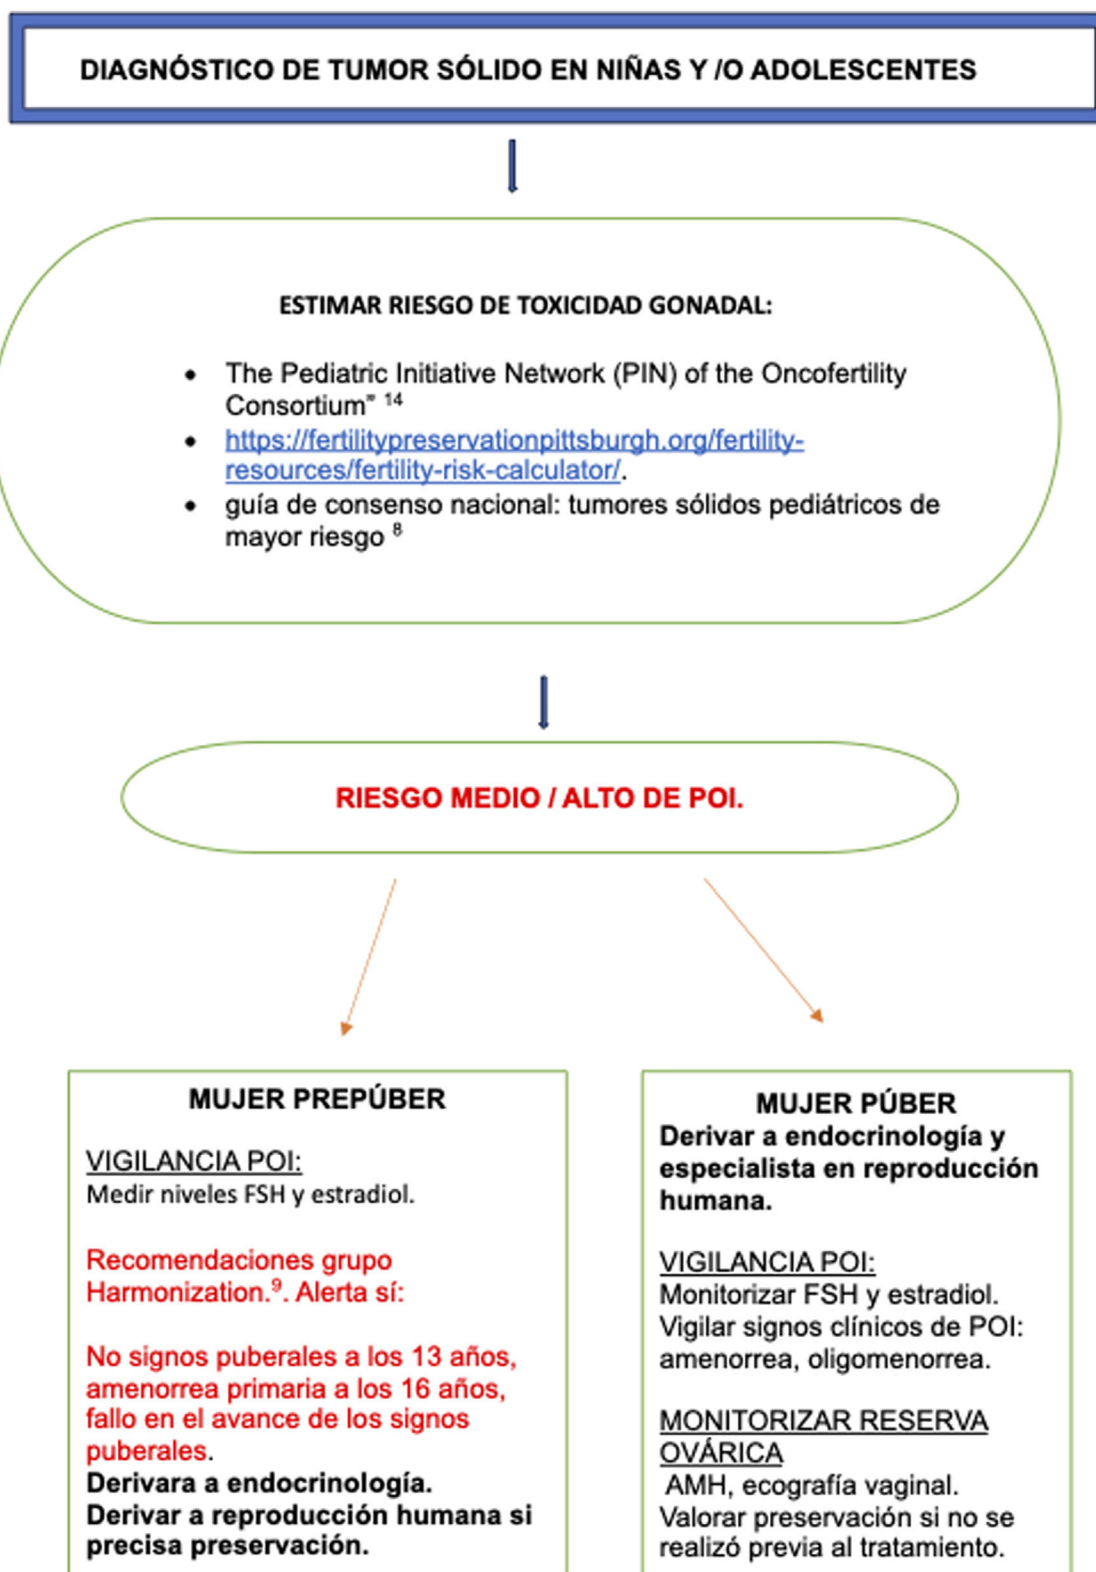 DIAGNÓSTICO DE TUMOR SÓLIDO EN NIÑAS Y /O ADOLESCENTES
ESTIMAR RIESGO DE TOXICIDAD GONADAL:
• The Pediatric Initiative Network (PIN) of the Oncofertility
Consortium” 14
• https://fertilitypreservationpittsburgh.org/fertility-
resources/fertility-risk-calculator/.
• guía de consenso nacional: tumores sólidos pediátricos de
mayor riesgo 8
RIESGO MEDIO / ALTO DE POI.
MUJER PREPÚBER
VIGILANCIA POI:
Medir niveles FSH y estradiol.
Recomendaciones grupo
Harmonization.9. Alerta sí:
No signos puberales a los 13 años,
amenorrea primaria a los 16 años,
fallo en el avance de los signos
puberales.
Derivara a endocrinología.
Derivar a reproducción humana si
precisa preservación.
MUJER PÚBER
Derivar a endocrinología y
especialista en reproducción
humana.
VIGILANCIA POI:
Monitorizar FSH y estradiol.
Vigilar signos clínicos de POI:
amenorrea, oligomenorrea.
MONITORIZAR RESERVA
OVÁRICA
AMH, ecografía vaginal.
Valorar preservación si no se
realizó previa al tratamiento.